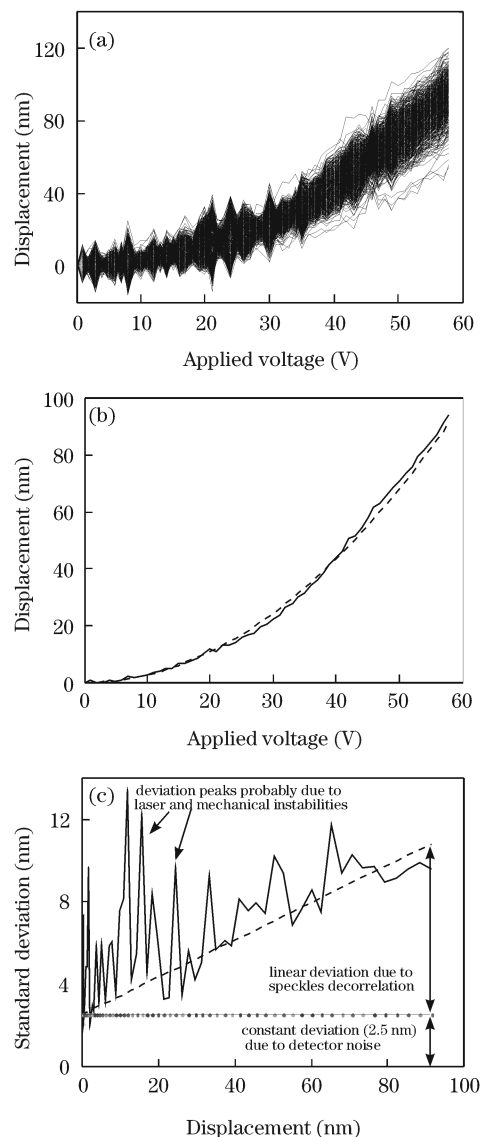 (a)
120
80
40
0
Displacement (nm)
0 10 20 30 40 50 60
Applied voltage (V)
(b)
100
80
60
40
20
0
Displacement (nm)
0 10 20 30 40 50 60
Applied voltage (V)
(c)
deviation peaks probably due to
laser and mechanical instabilities
12
8
4
0
Standard deviation (nm)
linear deviation due to
speckles decorrelation
constant deviation (2.5 nm)
due to detector noise
0 20 40 60 80 100
Displacement (nm)